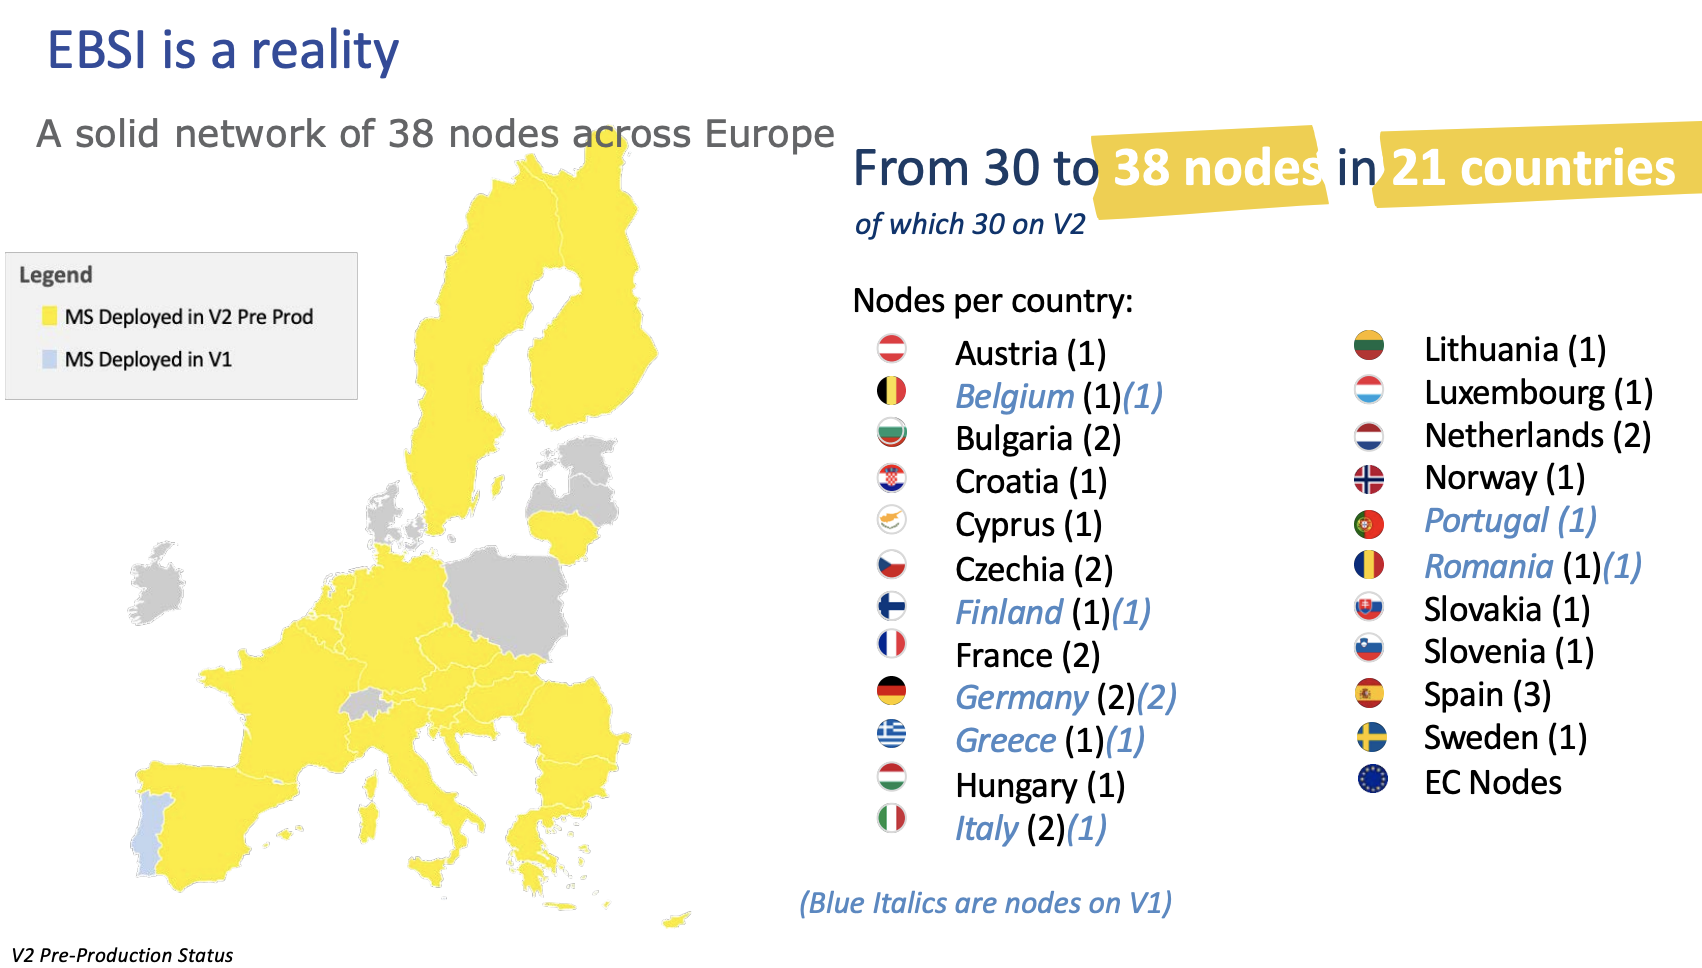 EBSI is a reality
A solid network of 38 nodes across Europe
From 30 to 38 nodes in 21 countries
of which 30 on V2
Legend
MS Deployed in V2 Pre Prod
MS Deployed in V1
Nodes per country:
Austria (1)
Belgium (1)(1)
Bulgaria (2)
Croatia (1)
Cyprus (1)
Czechia (2)
Finland (1)(1)
France (2)
Germany (2)(2)
Greece (1)(1)
Hungary (1)
Italy (2)(1)
Lithuania (1)
Luxembourg (1)
Netherlands (2)
Norway (1)
Portugal (1)
Romania (1)(1)
Slovakia (1)
Slovenia (1)
Spain (3)
Sweden (1)
EC Nodes
(Blue Italics are nodes on V1)
V2 Pre-Production Status